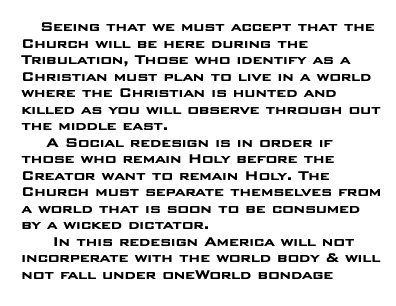 Seeing that we must accept that the
Church will be here during the
Tribulation, Those who identify as a
Christian must plan to live in a world
where the Christian is hunted and
killed as you will observe through out
the middle east.
A Social redesign is in order if
those who remain Holy before the
Creator want to remain Holy. The
Church must separate themselves from
a world that is soon to be consumed
by a wicked dictator.
In this redesign America will not
incorperate with the world body & will
not fall under oneWorld bondage